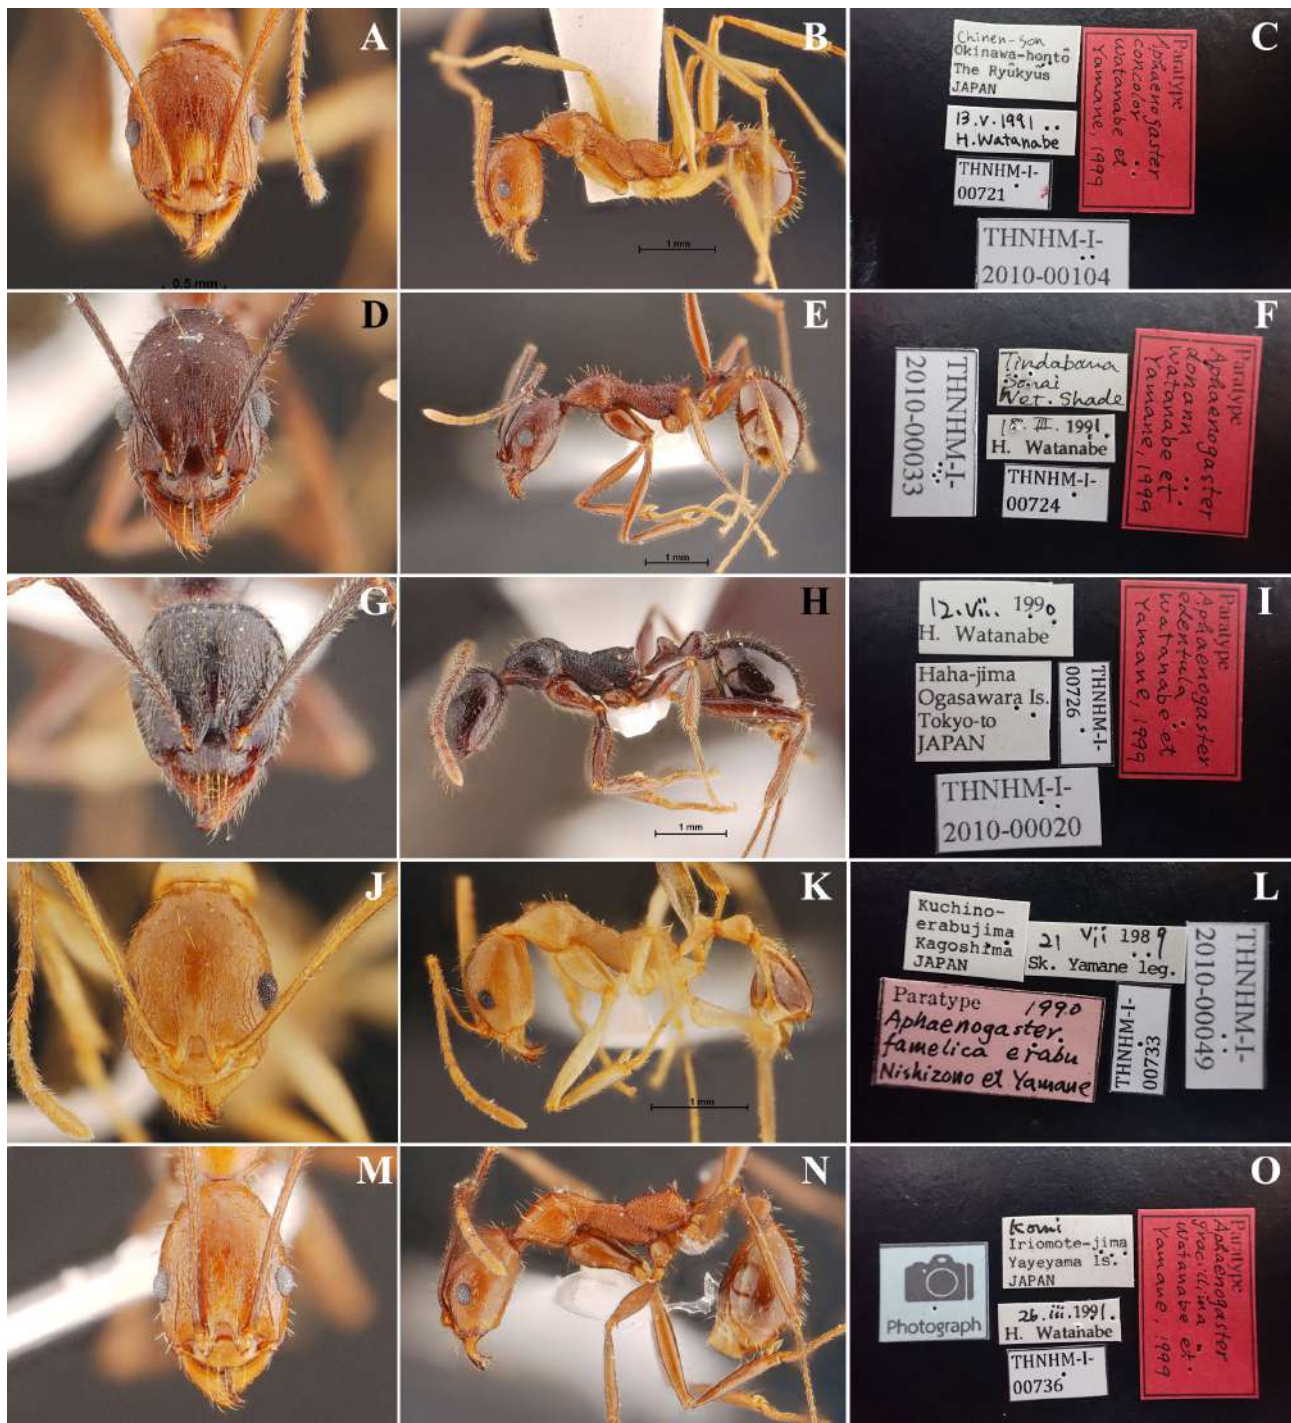 A
0.5 mm
B
1 mm
C
Chinen-son
Okinawa-hontô
The Ryukyus
JAPAN
13.v.1991
H. Watanabe
THNHM-I-
00721
THNHM-I-
2010-00104
Paratype
Aphaenogaster
concolor
Watanabe et
Yamane, 1999
D
E
1 mm
F
THNHM-I-
2010-00033
Tindabana
Sonai
Wet. Shade
III. 1991.
H. Watanabe
THNHM-I-
00724
Paratype
Aphaenogaster
donann
Watanabe et
Yamane, 1999
G
H
1 mm
I
12. Vii. 1990
H. Watanabe
Haha-jima
Ogasawara Is.
Tokyo-to
JAPAN
THNHM-I-
00726
THNHM-I-
2010-00020
Paratype
Aphaenogaster
edentula
Watanabe et
Yamane, 1999
J
K
1 mm
L
Kuchino-
erabujima
Kagoshima
JAPAN
21 Vii 1989
Sk. Yamane leg.
Paratype 1990
Aphaenogaster
famelica erabu
Nishizono et Yamane
THNHM-I-
00733
THNHM-I-
2010-00049
M
N
O
Photograph
Komi
Iriomote-jima
Yayeyama Is.
JAPAN
26.iii.1991.
H. Watanabe
THNHM-I-
00736
Paratype
Aphaenogaster
gracillima
Watanabe et
Yamane, 1999